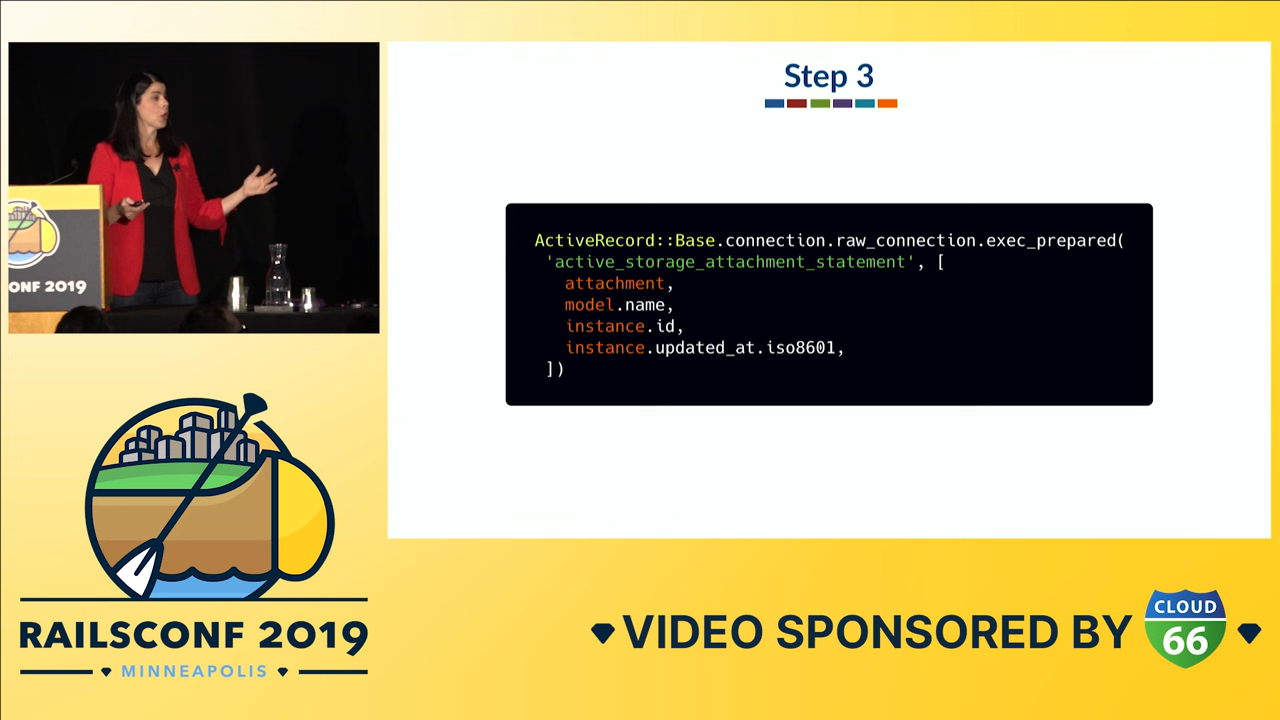 Step 3
ActiveRecord::Base.connection.raw_connection.exec_prepared(
'active_storage_attachment_statement', [
attachment,
model.name,
instance.id,
instance.updated_at.iso8601,
])
ONF 2019
RAILSCONF 2019
MINNEAPOLIS
VIDEO SPONSORED BY
CLOUD
66